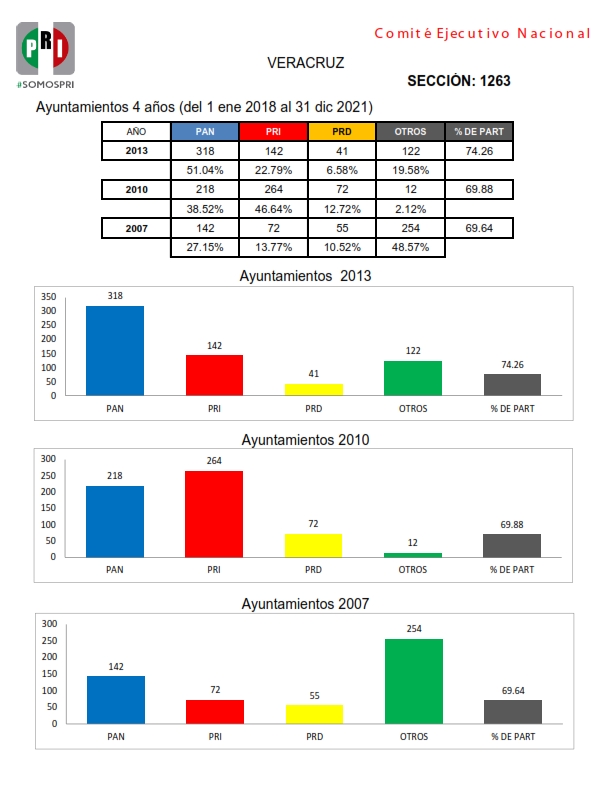 Comité Ejecutivo Nacional
PRI
#SOMOSPRI
VERACRUZ
SECCIÓN: 1263
Ayuntamientos 4 años (del 1 ene 2018 al 31 dic 2021)
AÑO PAN PRI PRD OTROS % DE PART
2013 318 142 41 122 74.26
51.04% 22.79% 6.58% 19.58%
2010 218 264 72 12 69.88
38.52% 46.64% 12.72% 2.12%
2007 142 72 55 254 69.64
27.15% 13.77% 10.52% 48.57%
Ayuntamientos 2013
350
300
250
200
150
100
50
0
318
142
41
122
74.26
PAN PRI PRD OTROS % DE PART
Ayuntamientos 2010
300
250
200
150
100
50
0
218
264
72
12
69.88
PAN PRI PRD OTROS % DE PART
Ayuntamientos 2007
300
250
200
150
100
50
0
142
72
55
254
69.64
PAN PRI PRD OTROS % DE PART